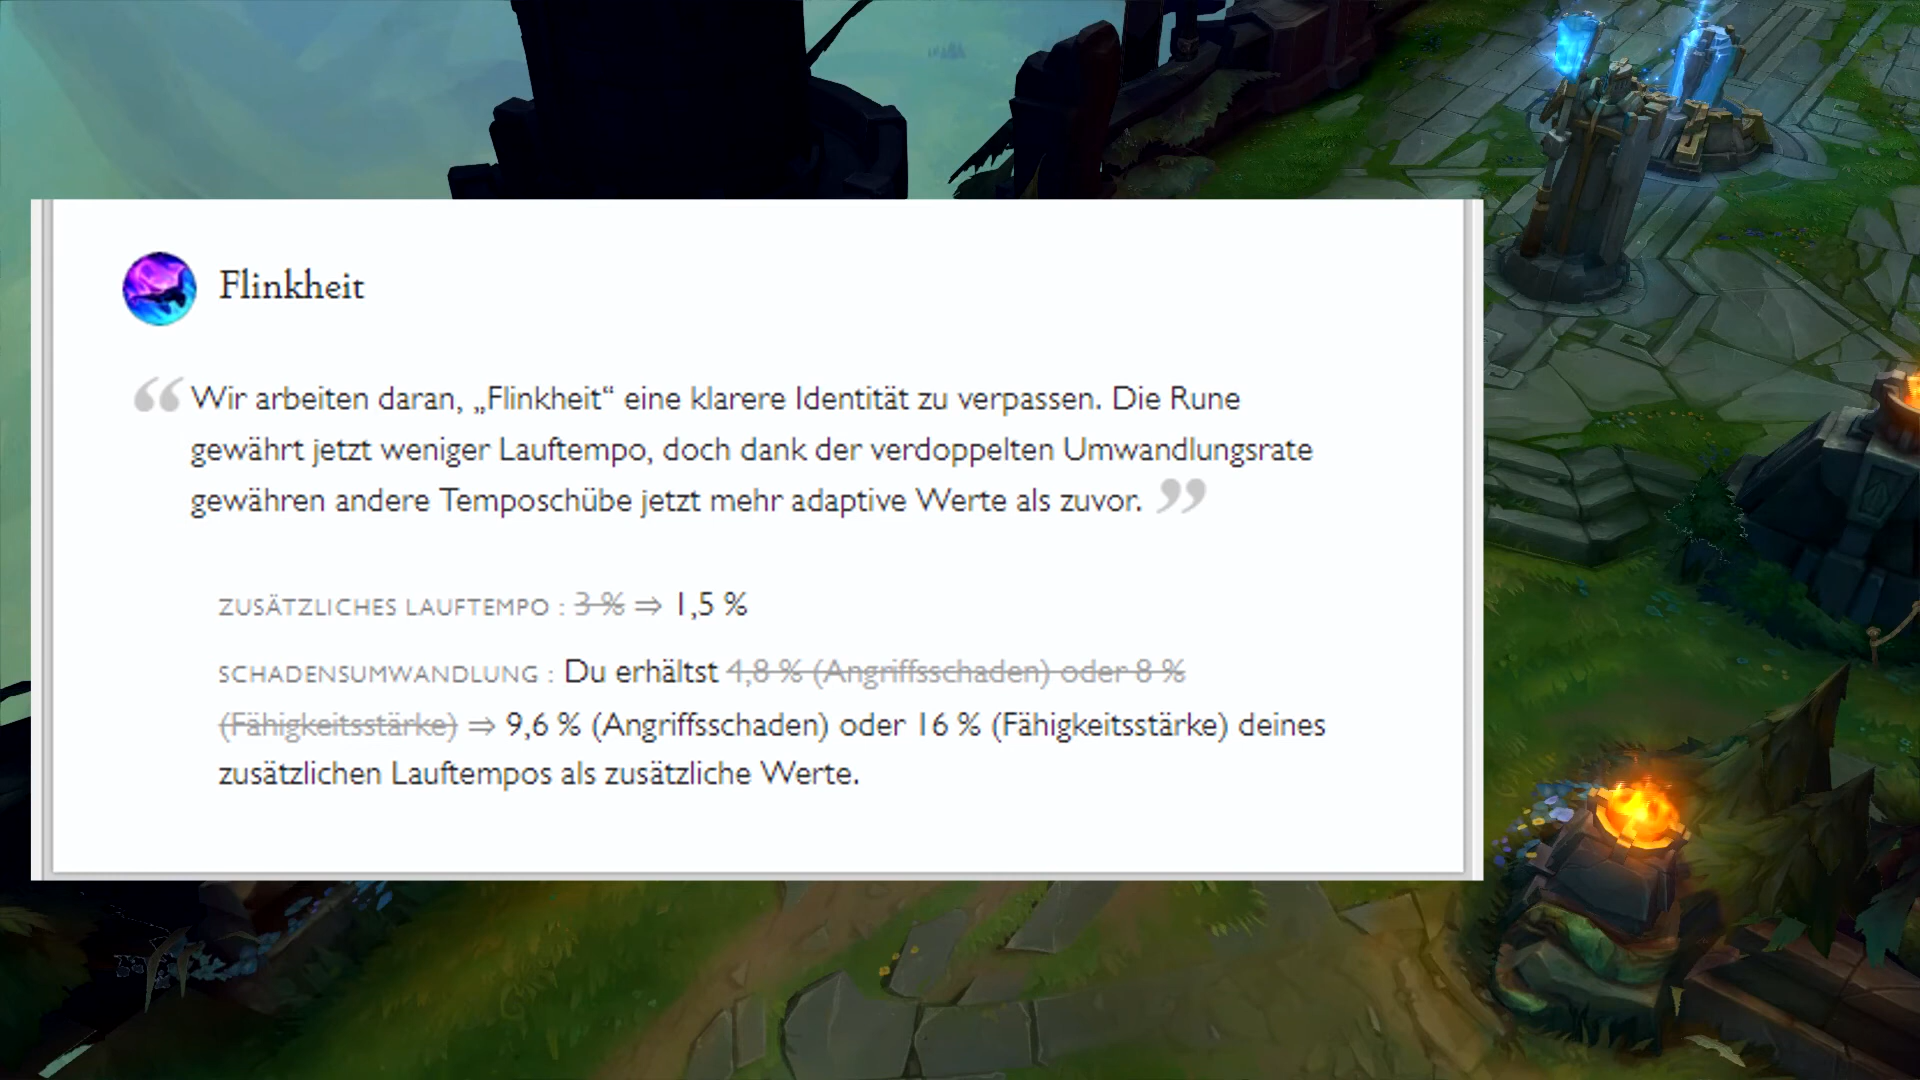 Flinkheit
“ Wir arbeiten daran, „Flinkheit“ eine klarere Identität zu verpassen. Die Rune
gewährt jetzt weniger Lauftempo, doch dank der verdoppelten Umwandlungsrate
gewähren andere Temposchübe jetzt mehr adaptive Werte als zuvor. ”
ZUSÄTZLICHES LAUFTEMPO : 3 % ⇒ 1,5 %
SCHADENSUMWANDLUNG : Du erhältst 4,8 % (Angriffsschaden) oder 8 %
(Fähigkeitsstärke) ⇒ 9,6 % (Angriffsschaden) oder 16 % (Fähigkeitsstärke) deines
zusätzlichen Lauftempos als zusätzliche Werte.